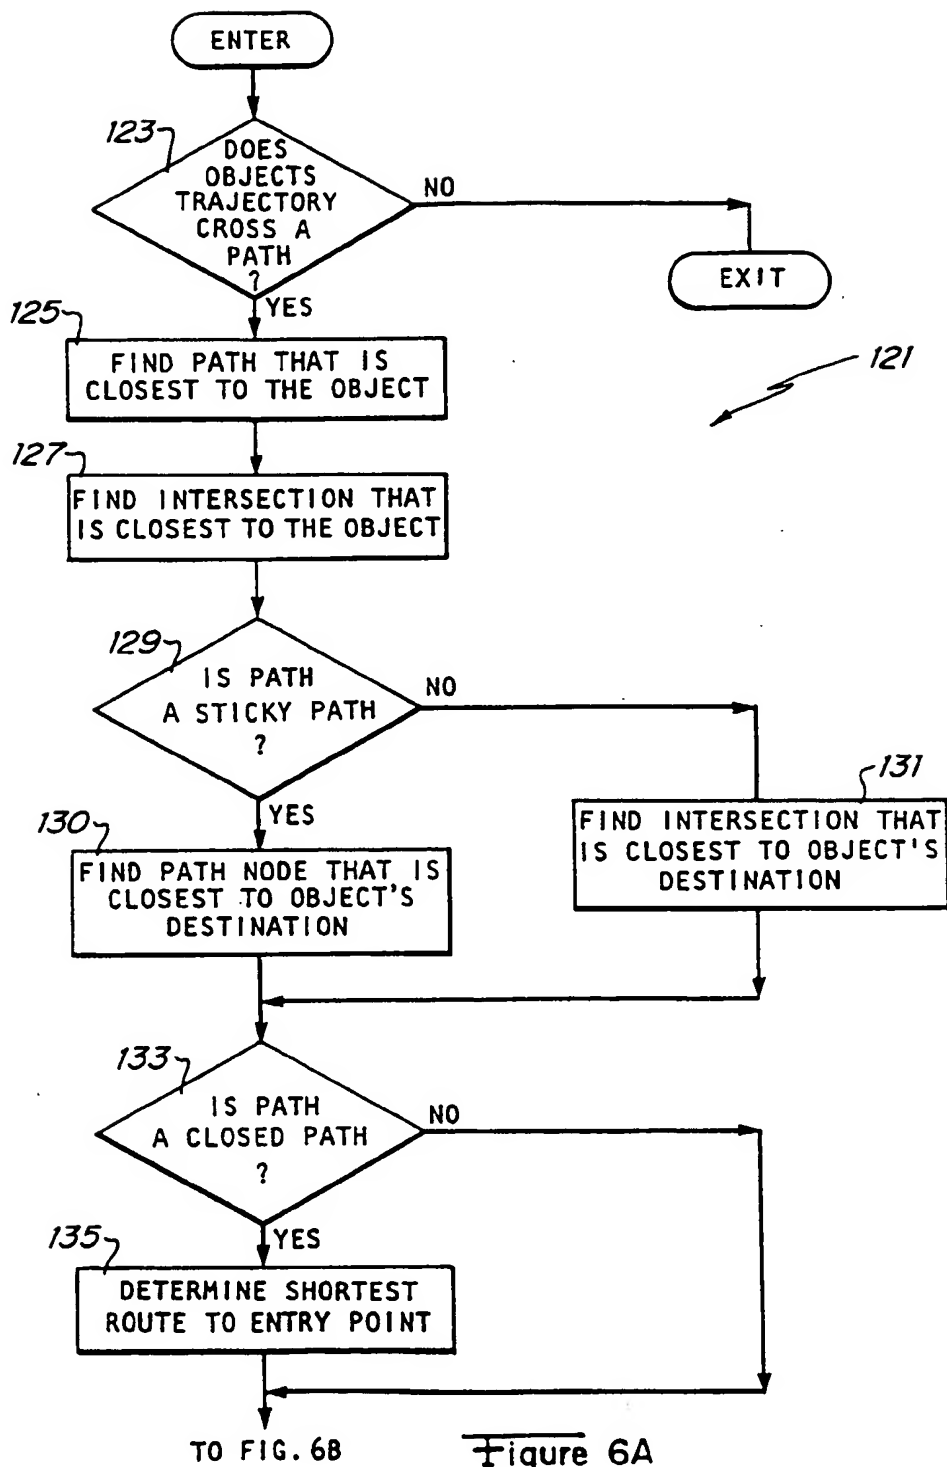 ENTER
123
DOES
OBJECTS
TRAJECTORY
CROSS A
PATH
?
NO
EXIT
YES
125
FIND PATH THAT IS
CLOSEST TO THE OBJECT
121
127
FIND INTERSECTION THAT
IS CLOSEST TO THE OBJECT
129
IS PATH
A STICKY PATH
?
NO
YES
131
FIND INTERSECTION THAT
IS CLOSEST TO OBJECT'S
DESTINATION
130
FIND PATH NODE THAT IS
CLOSEST TO OBJECT'S
DESTINATION
133
IS PATH
A CLOSED PATH
?
NO
YES
135
DETERMINE SHORTEST
ROUTE TO ENTRY POINT
TO FIG. 6B
Figure 6A